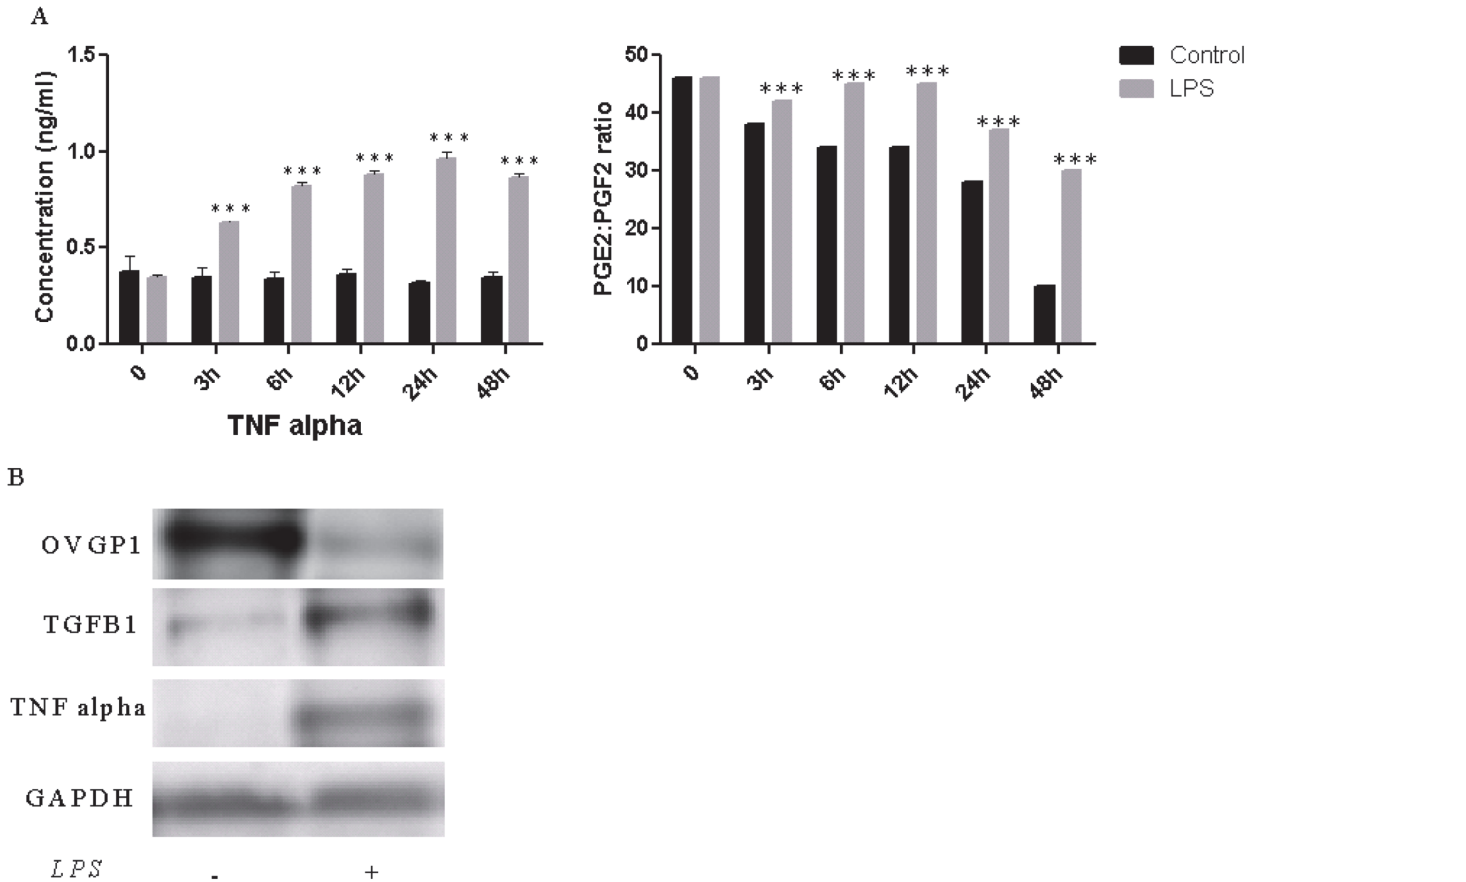 A
1.5
1.0
0.5
0.0
Concentration (ng/ml)
***
***
***
***
***
0
3h
6h
12h
24h
48h
TNF alpha
50
40
30
20
10
0
PGE2:PGF2 ratio
***
***
***
***
***
0
3h
6h
12h
24h
48h
Control
LPS
B
OVGP1
TGFB1
TNF alpha
GAPDH
LPS - +